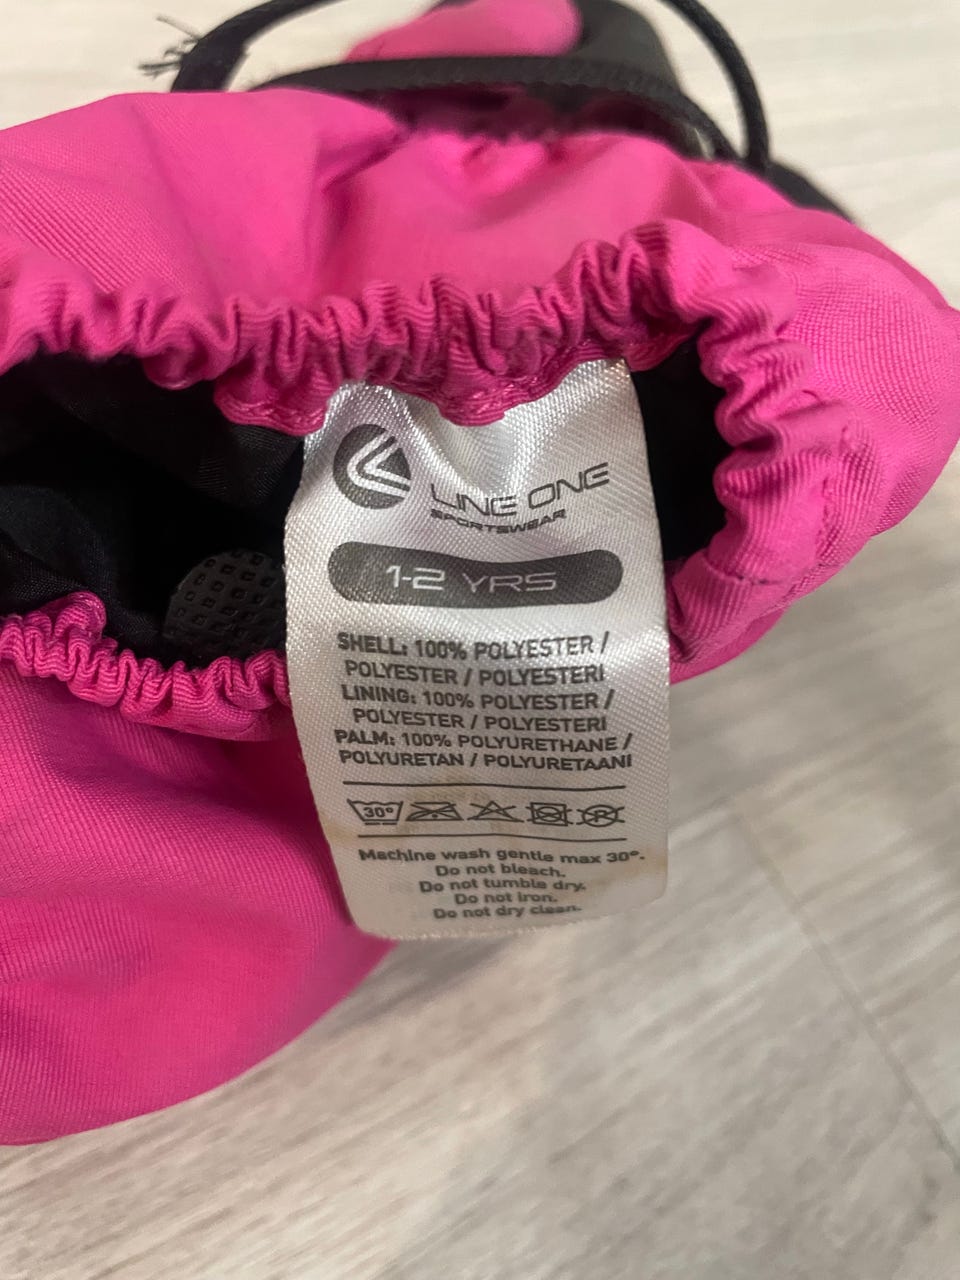 LINE ONE
SPORTSWEAR
1-2 YRS
SHELL: 100% POLYESTER /
POLYESTER / POLYESTERI
LINING: 100% POLYESTER /
POLYESTER / POLYESTERI
PALM: 100% POLYURETHANE /
POLYURETAN / POLYURETAANI
30°
P
Machine wash gentle max 30°.
Do not bleach.
Do not tumble dry.
Do not iron.
Do not dry clean.